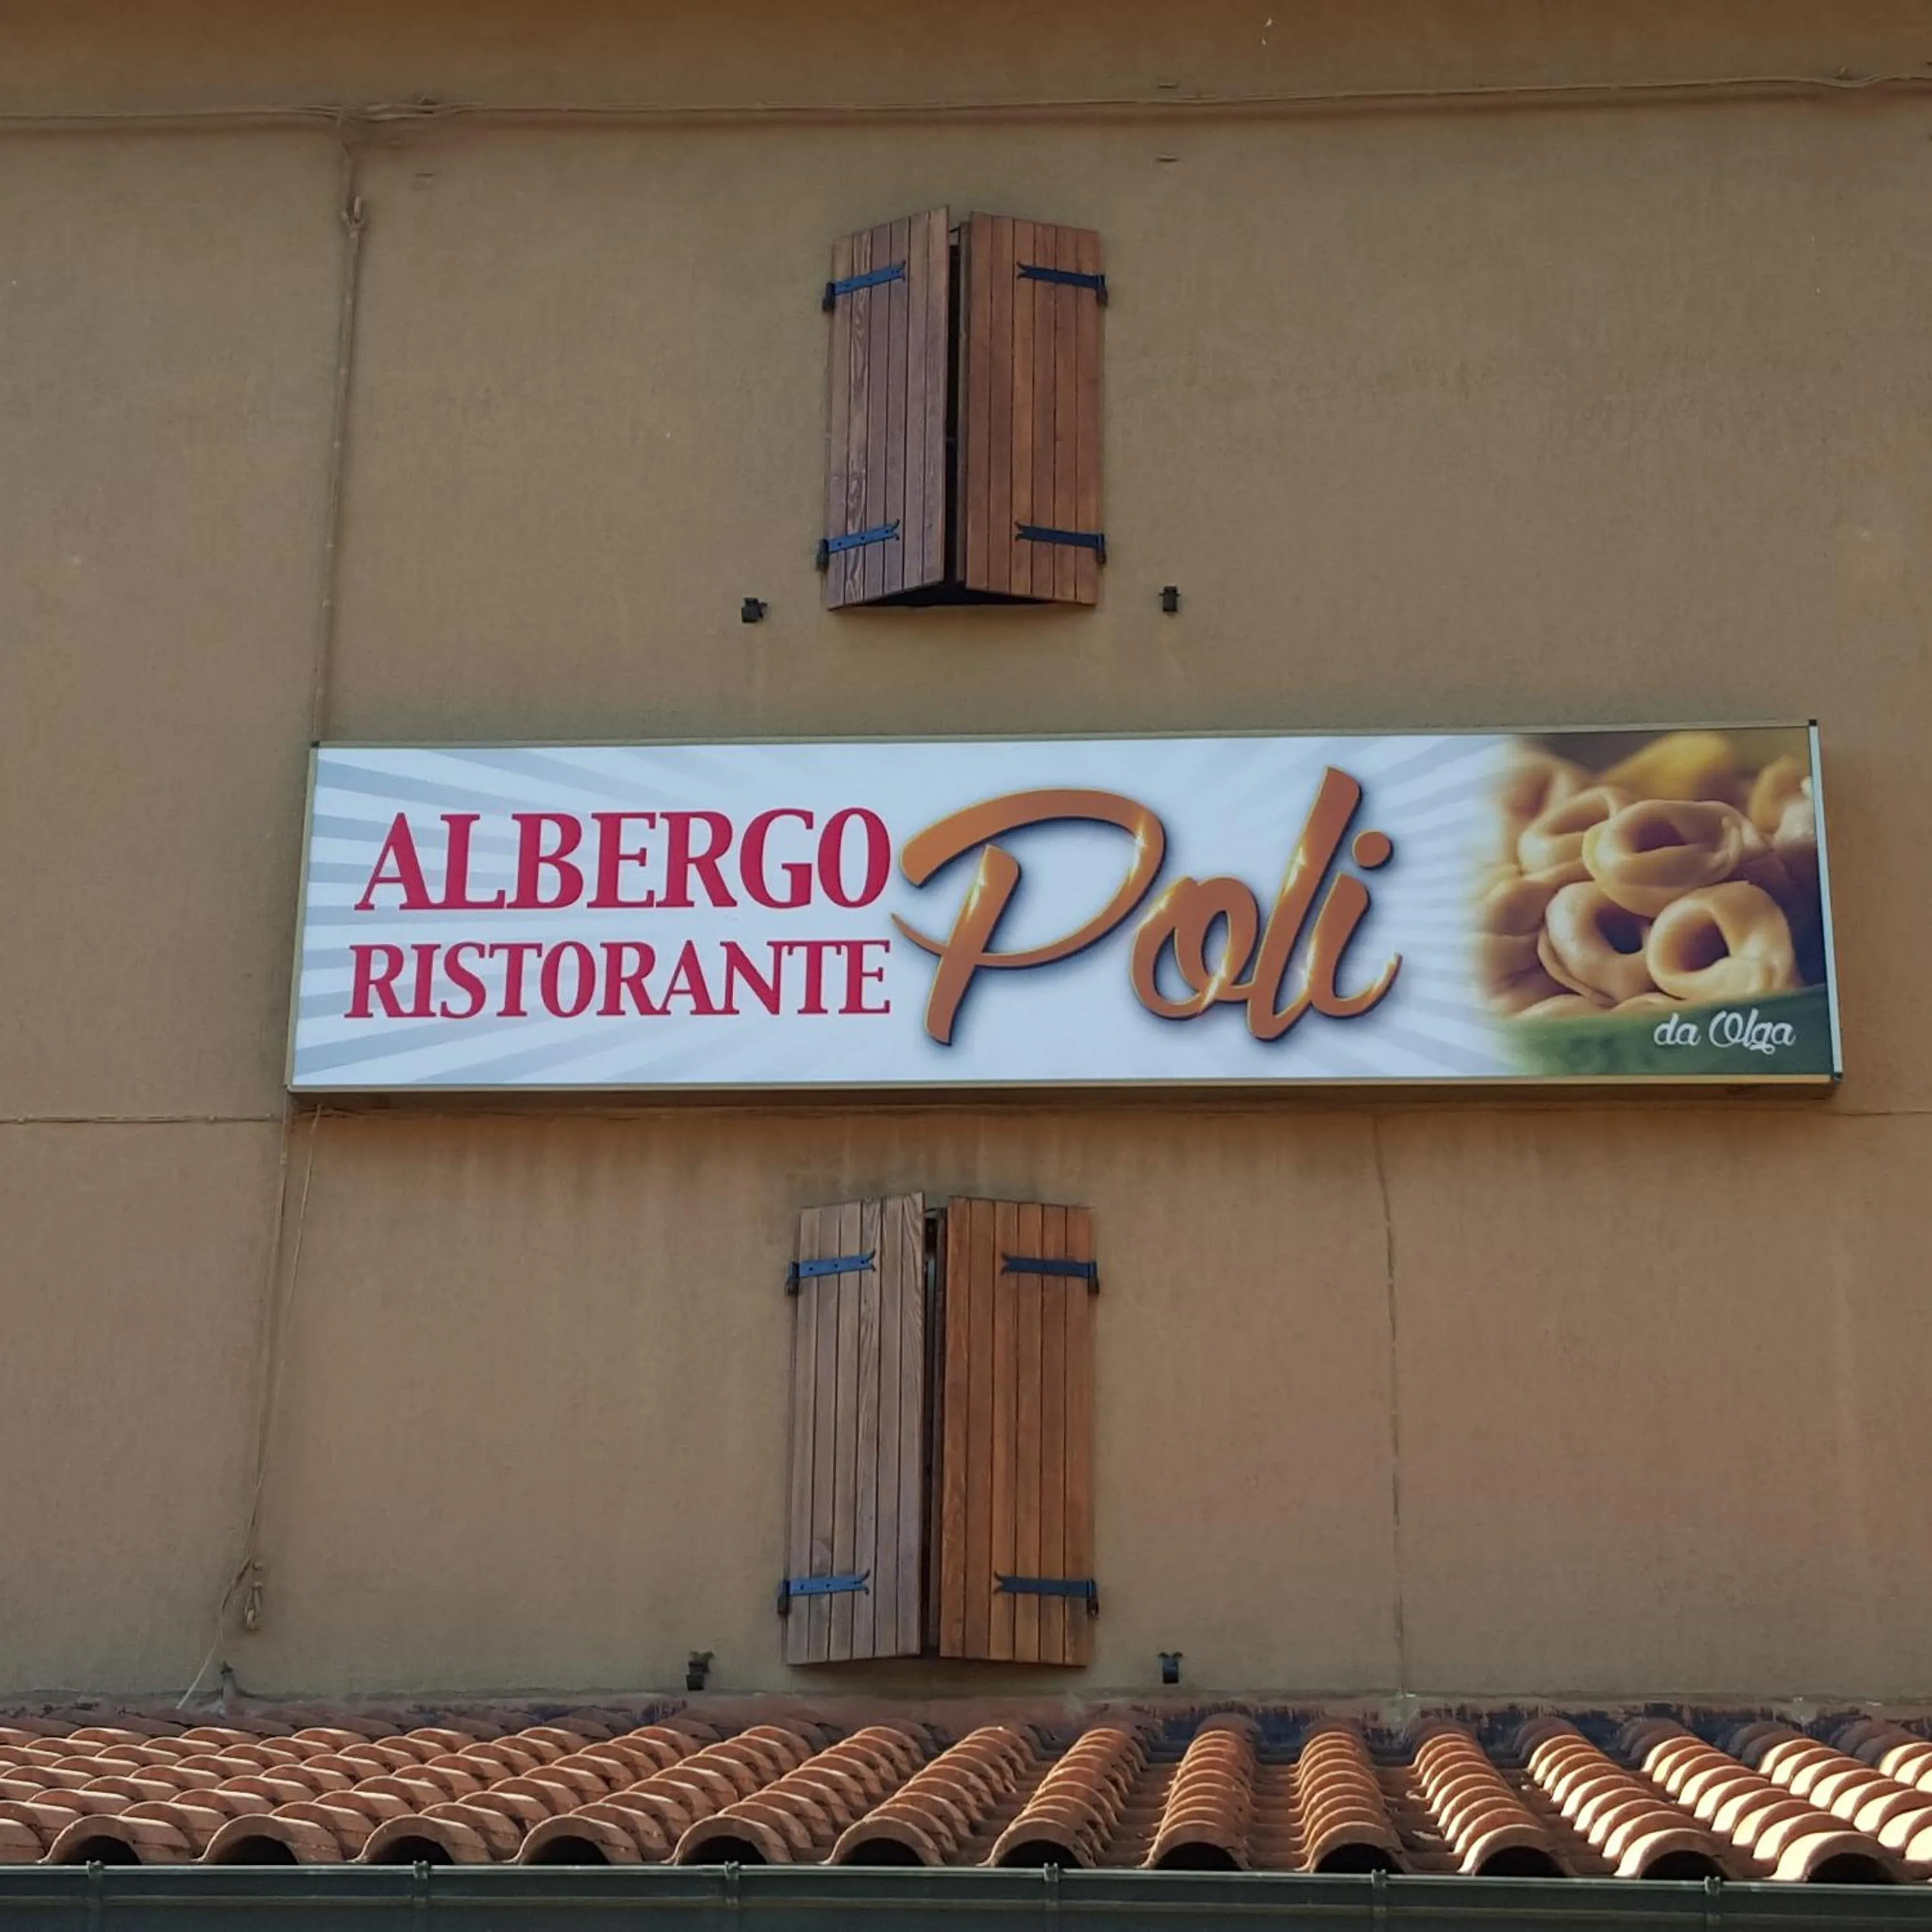 ALBERGO
RISTORANTE
Poli
da Olga